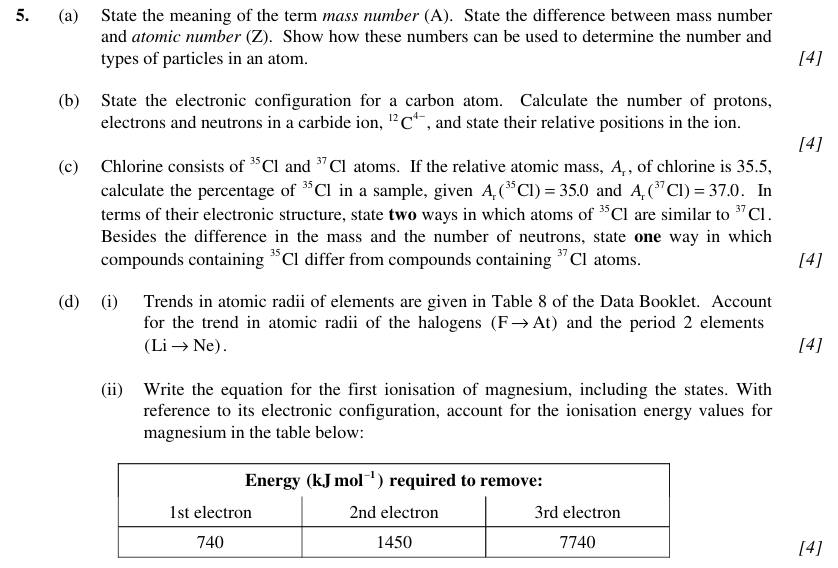 5. (a) State the meaning of the term mass number (A). State the difference between mass number
and atomic number (Z). Show how these numbers can be used to determine the number and
types of particles in an atom. [4]
(b) State the electronic configuration for a carbon atom. Calculate the number of protons,
electrons and neutrons in a carbide ion, ¹²C⁴⁻, and state their relative positions in the ion.
[4]
(c) Chlorine consists of ³⁵Cl and ³⁷Cl atoms. If the relative atomic mass, Aᵣ, of chlorine is 35.5,
calculate the percentage of ³⁵Cl in a sample, given Aᵣ(³⁵Cl) = 35.0 and Aᵣ(³⁷Cl) = 37.0. In
terms of their electronic structure, state two ways in which atoms of ³⁵Cl are similar to ³⁷Cl.
Besides the difference in the mass and the number of neutrons, state one way in which
compounds containing ³⁵Cl differ from compounds containing ³⁷Cl atoms. [4]
(d) (i) Trends in atomic radii of elements are given in Table 8 of the Data Booklet. Account
for the trend in atomic radii of the halogens (F → At) and the period 2 elements
(Li → Ne). [4]
(ii) Write the equation for the first ionisation of magnesium, including the states. With
reference to its electronic configuration, account for the ionisation energy values for
magnesium in the table below:
Energy (kJ mol⁻¹) required to remove:
1st electron 2nd electron 3rd electron
740 1450 7740 [4]